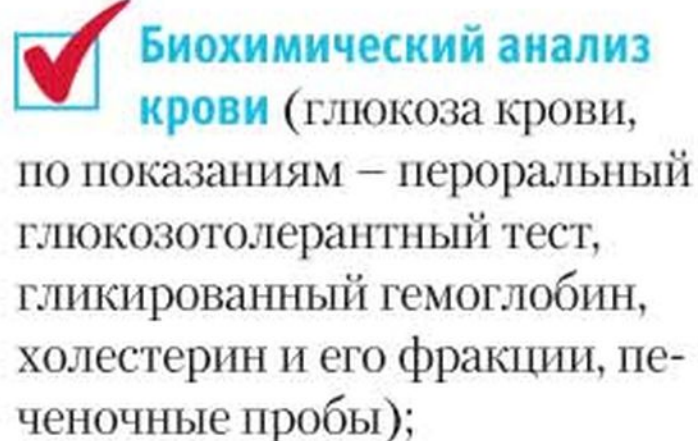 Биохимический анализ
крови (глюкоза крови,
по показаниям – пероральный
глюкозотолерантный тест,
гликированный гемоглобин,
холестерин и его фракции, пе-
ченочные пробы);